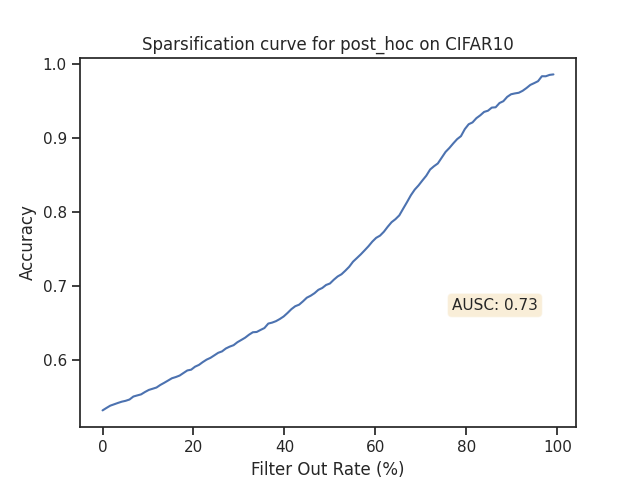 Sparsification curve for post_hoc on CIFAR10
1.0
0.9
0.8
0.7
0.6
Accuracy
AUSC: 0.73
0 20 40 60 80 100
Filter Out Rate (%)